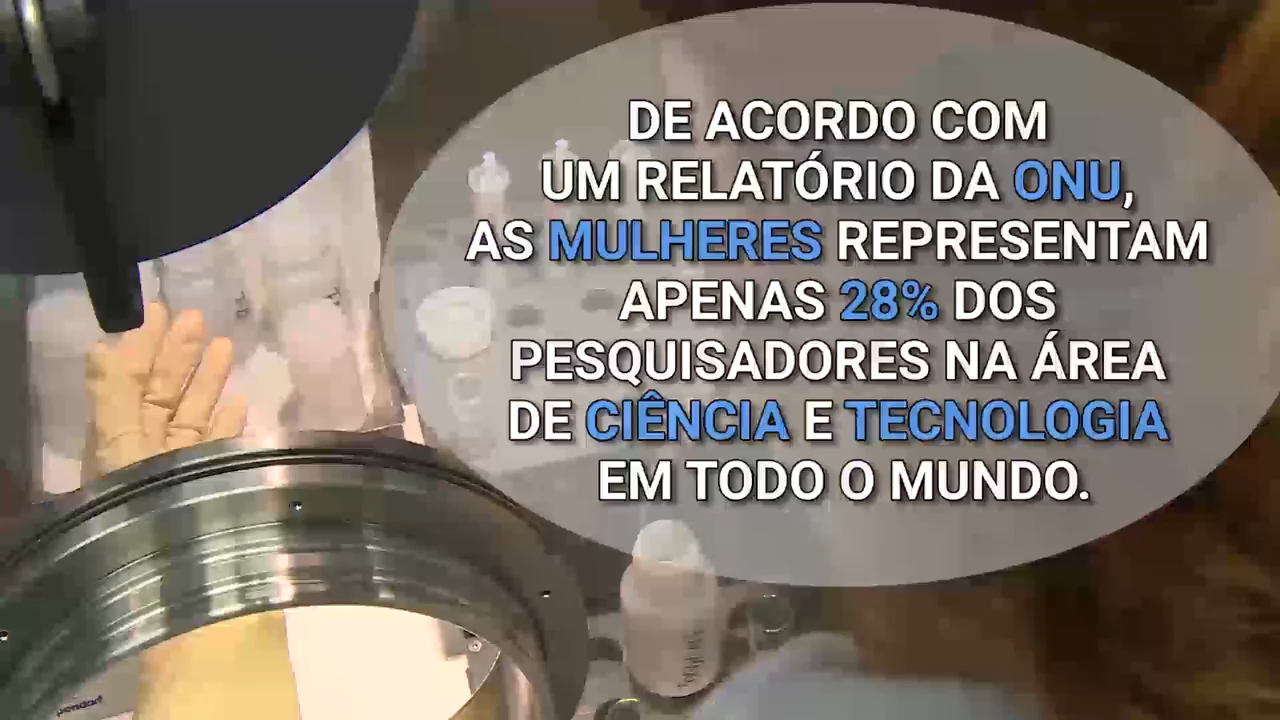 DE ACORDO COM
UM RELATÓRIO DA ONU,
AS MULHERES REPRESENTAM
APENAS 28% DOS
PESQUISADORES NA ÁREA
DE CIÊNCIA E TECNOLOGIA
EM TODO O MUNDO.